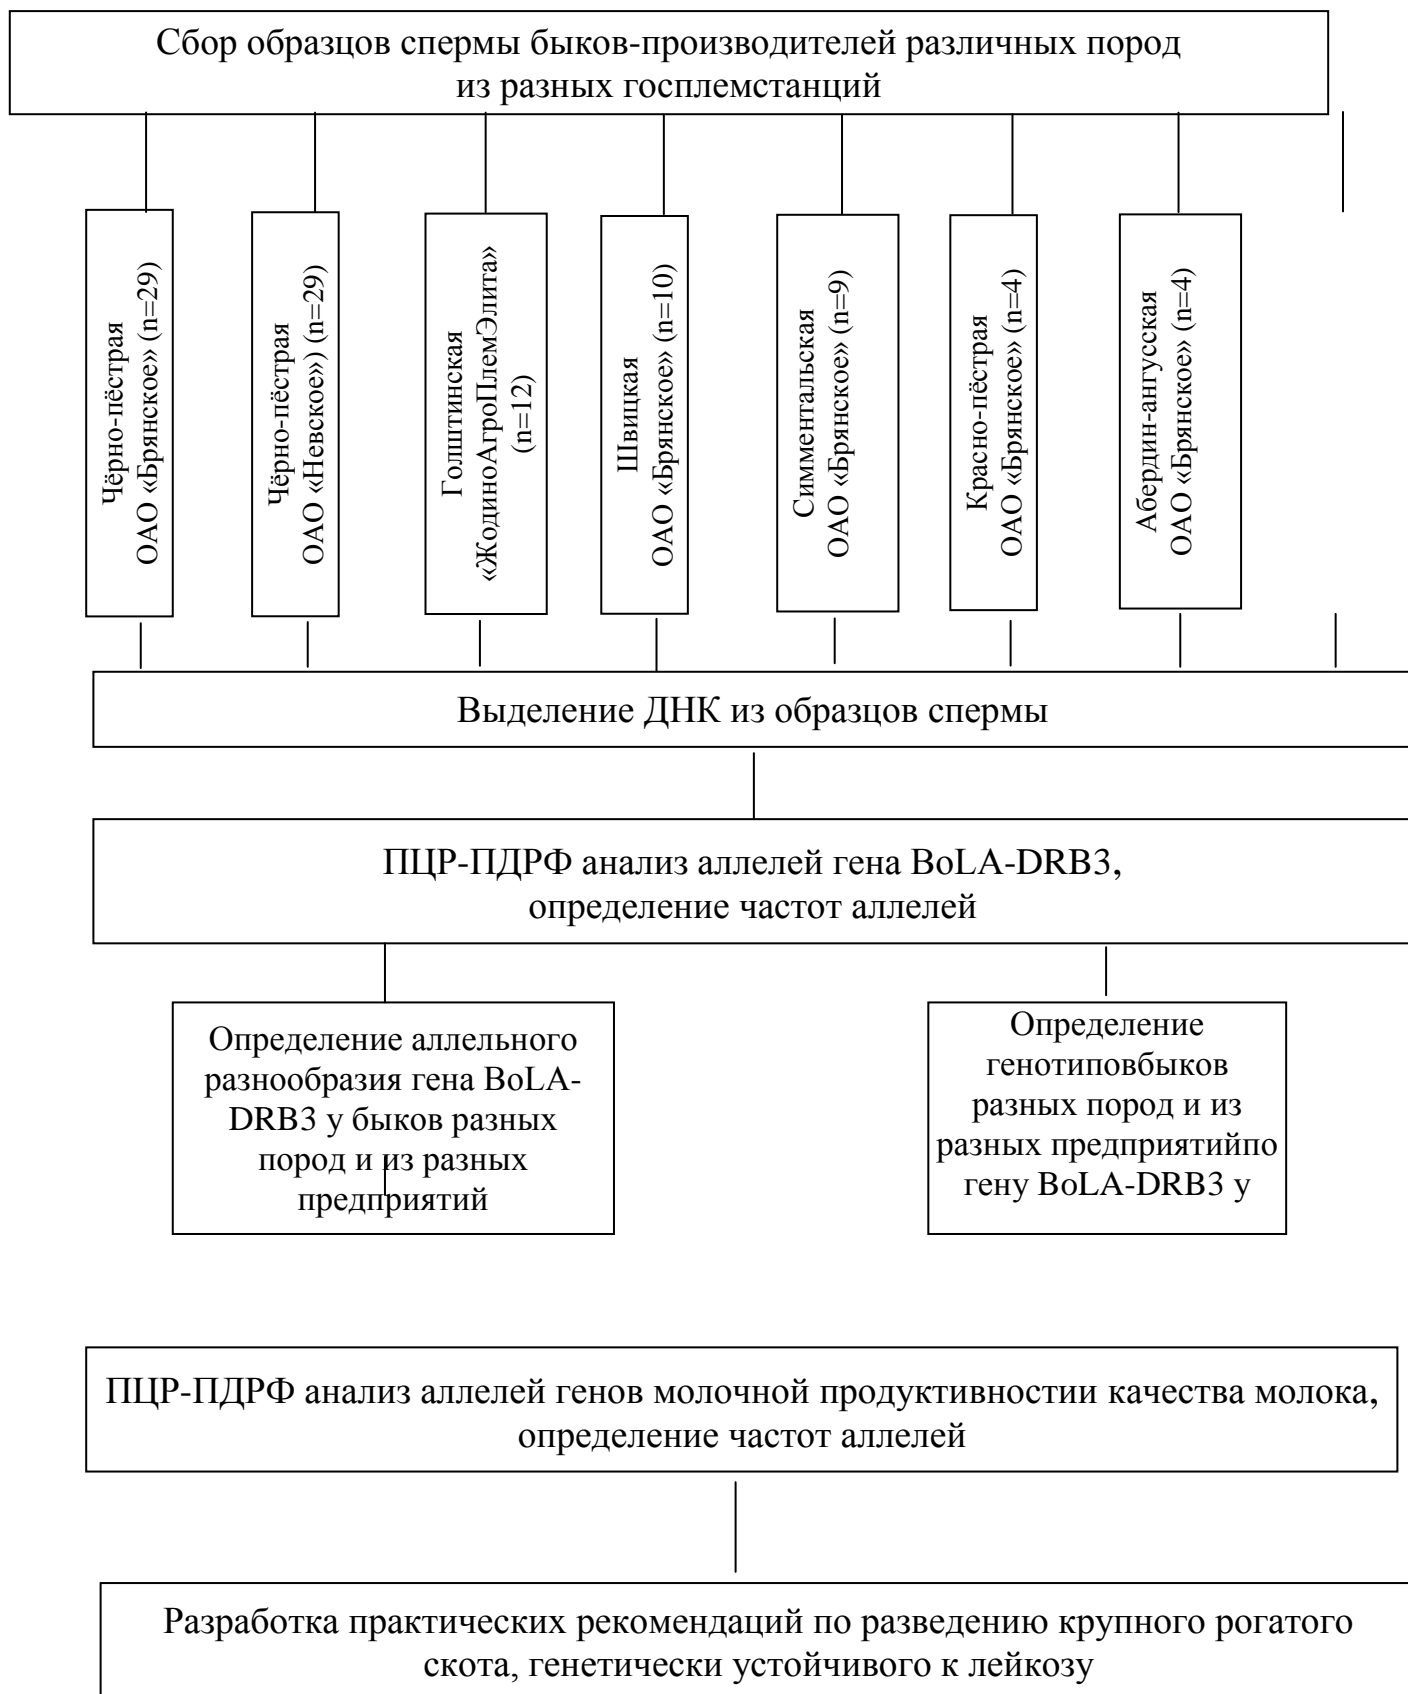 Сбор образцов спермы быков-производителей различных пород
из разных госплемстанций
Чёрно-пёстрая
ОАО «Брянское» (n=29)
Чёрно-пёстрая
ОАО «Невское») (n=29)
Голштинская
«ЖодиноАгроПлемЭлита»
(n=12)
Швицкая
ОАО «Брянское» (n=10)
Симментальская
ОАО «Брянское» (n=9)
Красно-пёстрая
ОАО «Брянское» (n=4)
Абердин-ангусская
ОАО «Брянское» (n=4)
Выделение ДНК из образцов спермы
ПЦР-ПДРФ анализ аллелей гена BoLA-DRB3,
определение частот аллелей
Определение аллельного
разнообразия гена BoLA-
DRB3 у быков разных
пород и из разных
предприятий
Определение
генотиповбыков
разных пород и из
разных предприятийпо
гену BoLA-DRB3 у
ПЦР-ПДРФ анализ аллелей генов молочной продуктивностии качества молока,
определение частот аллелей
Разработка практических рекомендаций по разведению крупного рогатого
скота, генетически устойчивого к лейкозу